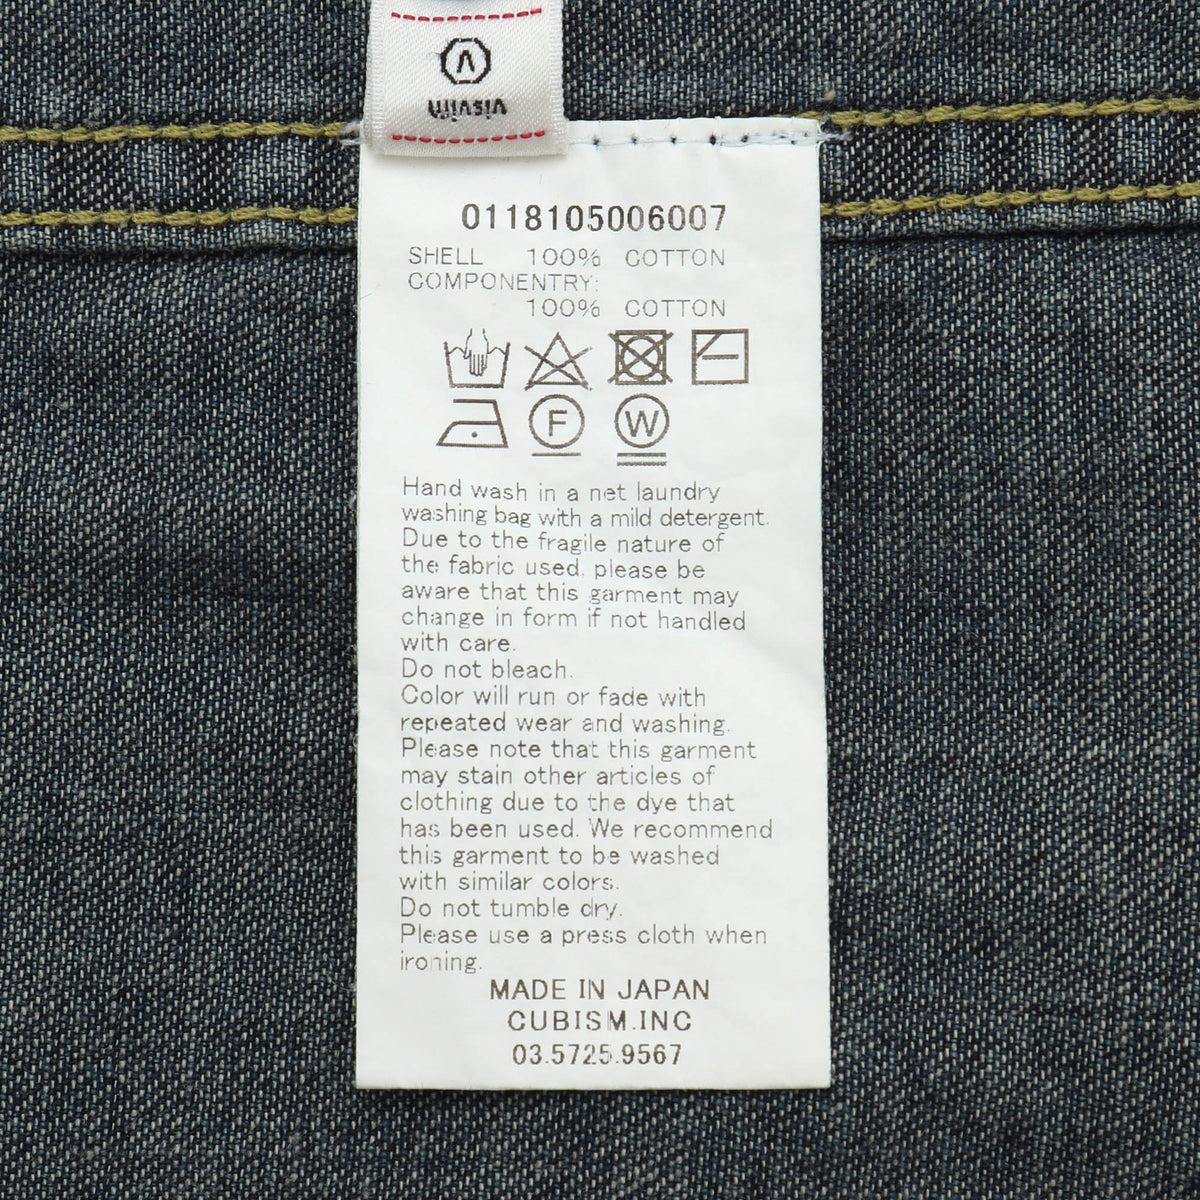 visvim
0118105006007
SHELL 100% COTTON
COMPONENTRY:
100% COTTON
F W
Hand wash in a net laundry
washing bag with a mild detergent.
Due to the fragile nature of
the fabric used, please be
aware that this garment may
change in form if not handled
with care.
Do not bleach.
Color will run or fade with
repeated wear and washing.
Please note that this garment
may stain other articles of
clothing due to the dye that
has been used. We recommend
this garment to be washed
with similar colors.
Do not tumble dry.
Please use a press cloth when
ironing.
MADE IN JAPAN
CUBISM.INC
03.5725.9567